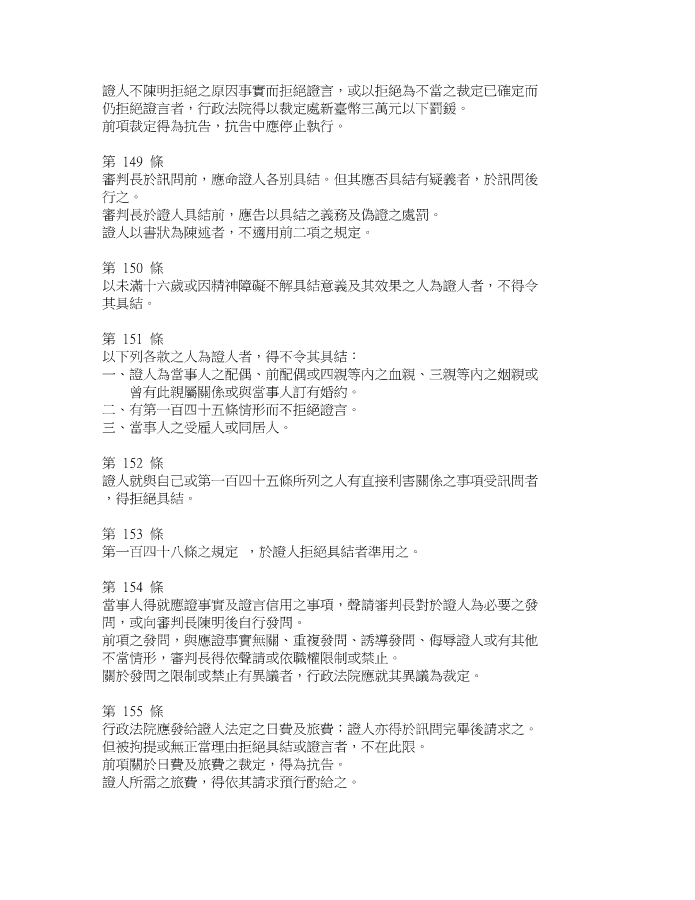 證人不陳明拒絕之原因事實而拒絕證言，或以拒絕為不當之裁定已確定而
仍拒絕證言者，行政法院得以裁定處新臺幣三萬元以下罰鍰。
前項裁定得為抗告，抗告中應停止執行。
第 149 條
審判長於訊問前，應命證人各別具結。但其應否具結有疑義者，於訊問後
行之。
審判長於證人具結前，應告以具結之義務及偽證之處罰。
證人以書狀為陳述者，不適用前二項之規定。
第 150 條
以未滿十六歲或因精神障礙不解具結意義及其效果之人為證人者，不得令
其具結。
第 151 條
以下列各款之人為證人者，得不令其具結：
一、證人為當事人之配偶、前配偶或四親等內之血親、三親等內之姻親或
曾有此親屬關係或與當事人訂有婚約。
二、有第一百四十五條情形而不拒絕證言。
三、當事人之受雇人或同居人。
第 152 條
證人就與自己或第一百四十五條所列之人有直接利害關係之事項受訊問者
，得拒絕具結。
第 153 條
第一百四十八條之規定 ，於證人拒絕具結者準用之。
第 154 條
當事人得就應證事實及證言信用之事項，聲請審判長對於證人為必要之發
問，或向審判長陳明後自行發問。
前項之發問，與應證事實無關、重複發問、誘導發問、侮辱證人或有其他
不當情形，審判長得依聲請或依職權限制或禁止。
關於發問之限制或禁止有異議者，行政法院應就其異議為裁定。
第 155 條
行政法院應發給證人法定之日費及旅費；證人亦得於訊問完畢後請求之。
但被拘提或無正當理由拒絕具結或證言者，不在此限。
前項關於日費及旅費之裁定，得為抗告。
證人所需之旅費，得依其請求預行酌給之。